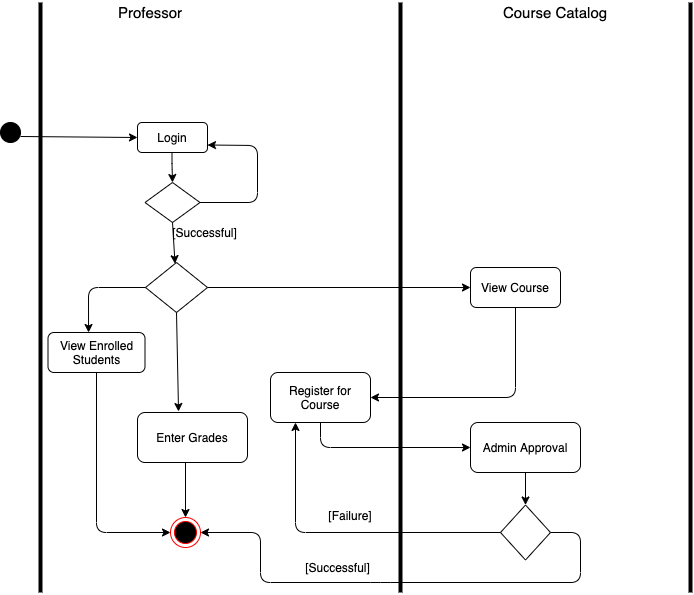 Professor
Course Catalog
Login
[Successful]
View Course
View Enrolled
Students
Register for
Course
Enter Grades
Admin Approval
[Failure]
[Successful]